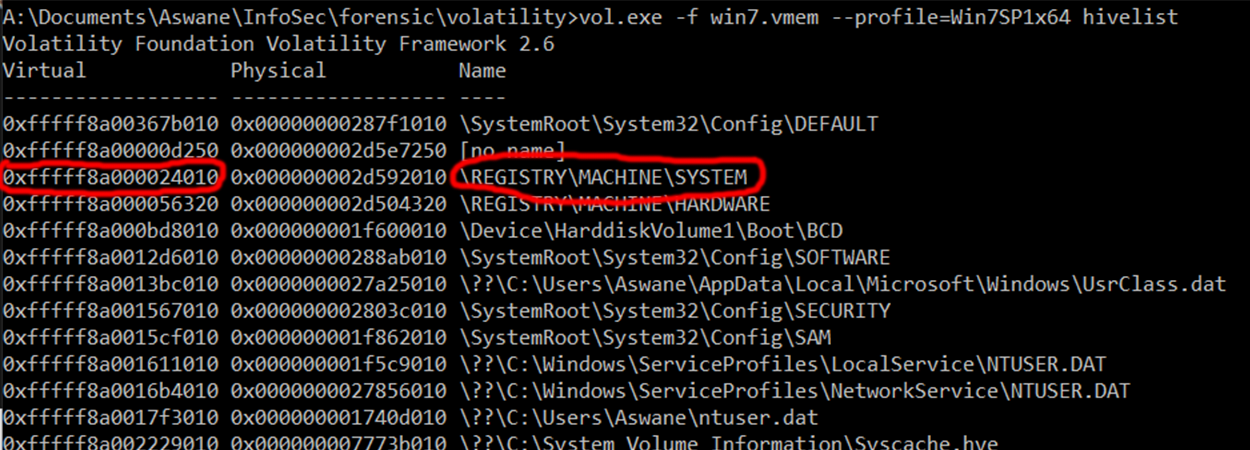 A:\Documents\Aswane\InfoSec\forensic\volatility>vol.exe -f win7.vmem --profile=Win7SP1x64 hivelist
Volatility Foundation Volatility Framework 2.6
Virtual            Physical           Name
------------------ ------------------ ----
0xfffff8a00367b010 0x00000000287f1010 \SystemRoot\System32\Config\DEFAULT
0xfffff8a00000d250 0x000000002d5e7250 [no name]
0xfffff8a000024010 0x000000002d592010 \REGISTRY\MACHINE\SYSTEM
0xfffff8a000056320 0x000000002d504320 \REGISTRY\MACHINE\HARDWARE
0xfffff8a000bd8010 0x000000001f600010 \Device\HarddiskVolume1\Boot\BCD
0xfffff8a0012d6010 0x00000000288ab010 \SystemRoot\System32\Config\SOFTWARE
0xfffff8a0013bc010 0x0000000027a25010 \??\C:\Users\Aswane\AppData\Local\Microsoft\Windows\UsrClass.dat
0xfffff8a001567010 0x000000002803c010 \SystemRoot\System32\Config\SECURITY
0xfffff8a0015cf010 0x000000001f862010 \SystemRoot\System32\Config\SAM
0xfffff8a001611010 0x000000001f5c9010 \??\C:\Windows\ServiceProfiles\LocalService\NTUSER.DAT
0xfffff8a0016b4010 0x0000000027856010 \??\C:\Windows\ServiceProfiles\NetworkService\NTUSER.DAT
0xfffff8a0017f3010 0x000000001740d010 \??\C:\Users\Aswane\ntuser.dat
0xfffff8a002229010 0x000000007773b010 \??\C:\System Volume Information\Syscache.hve